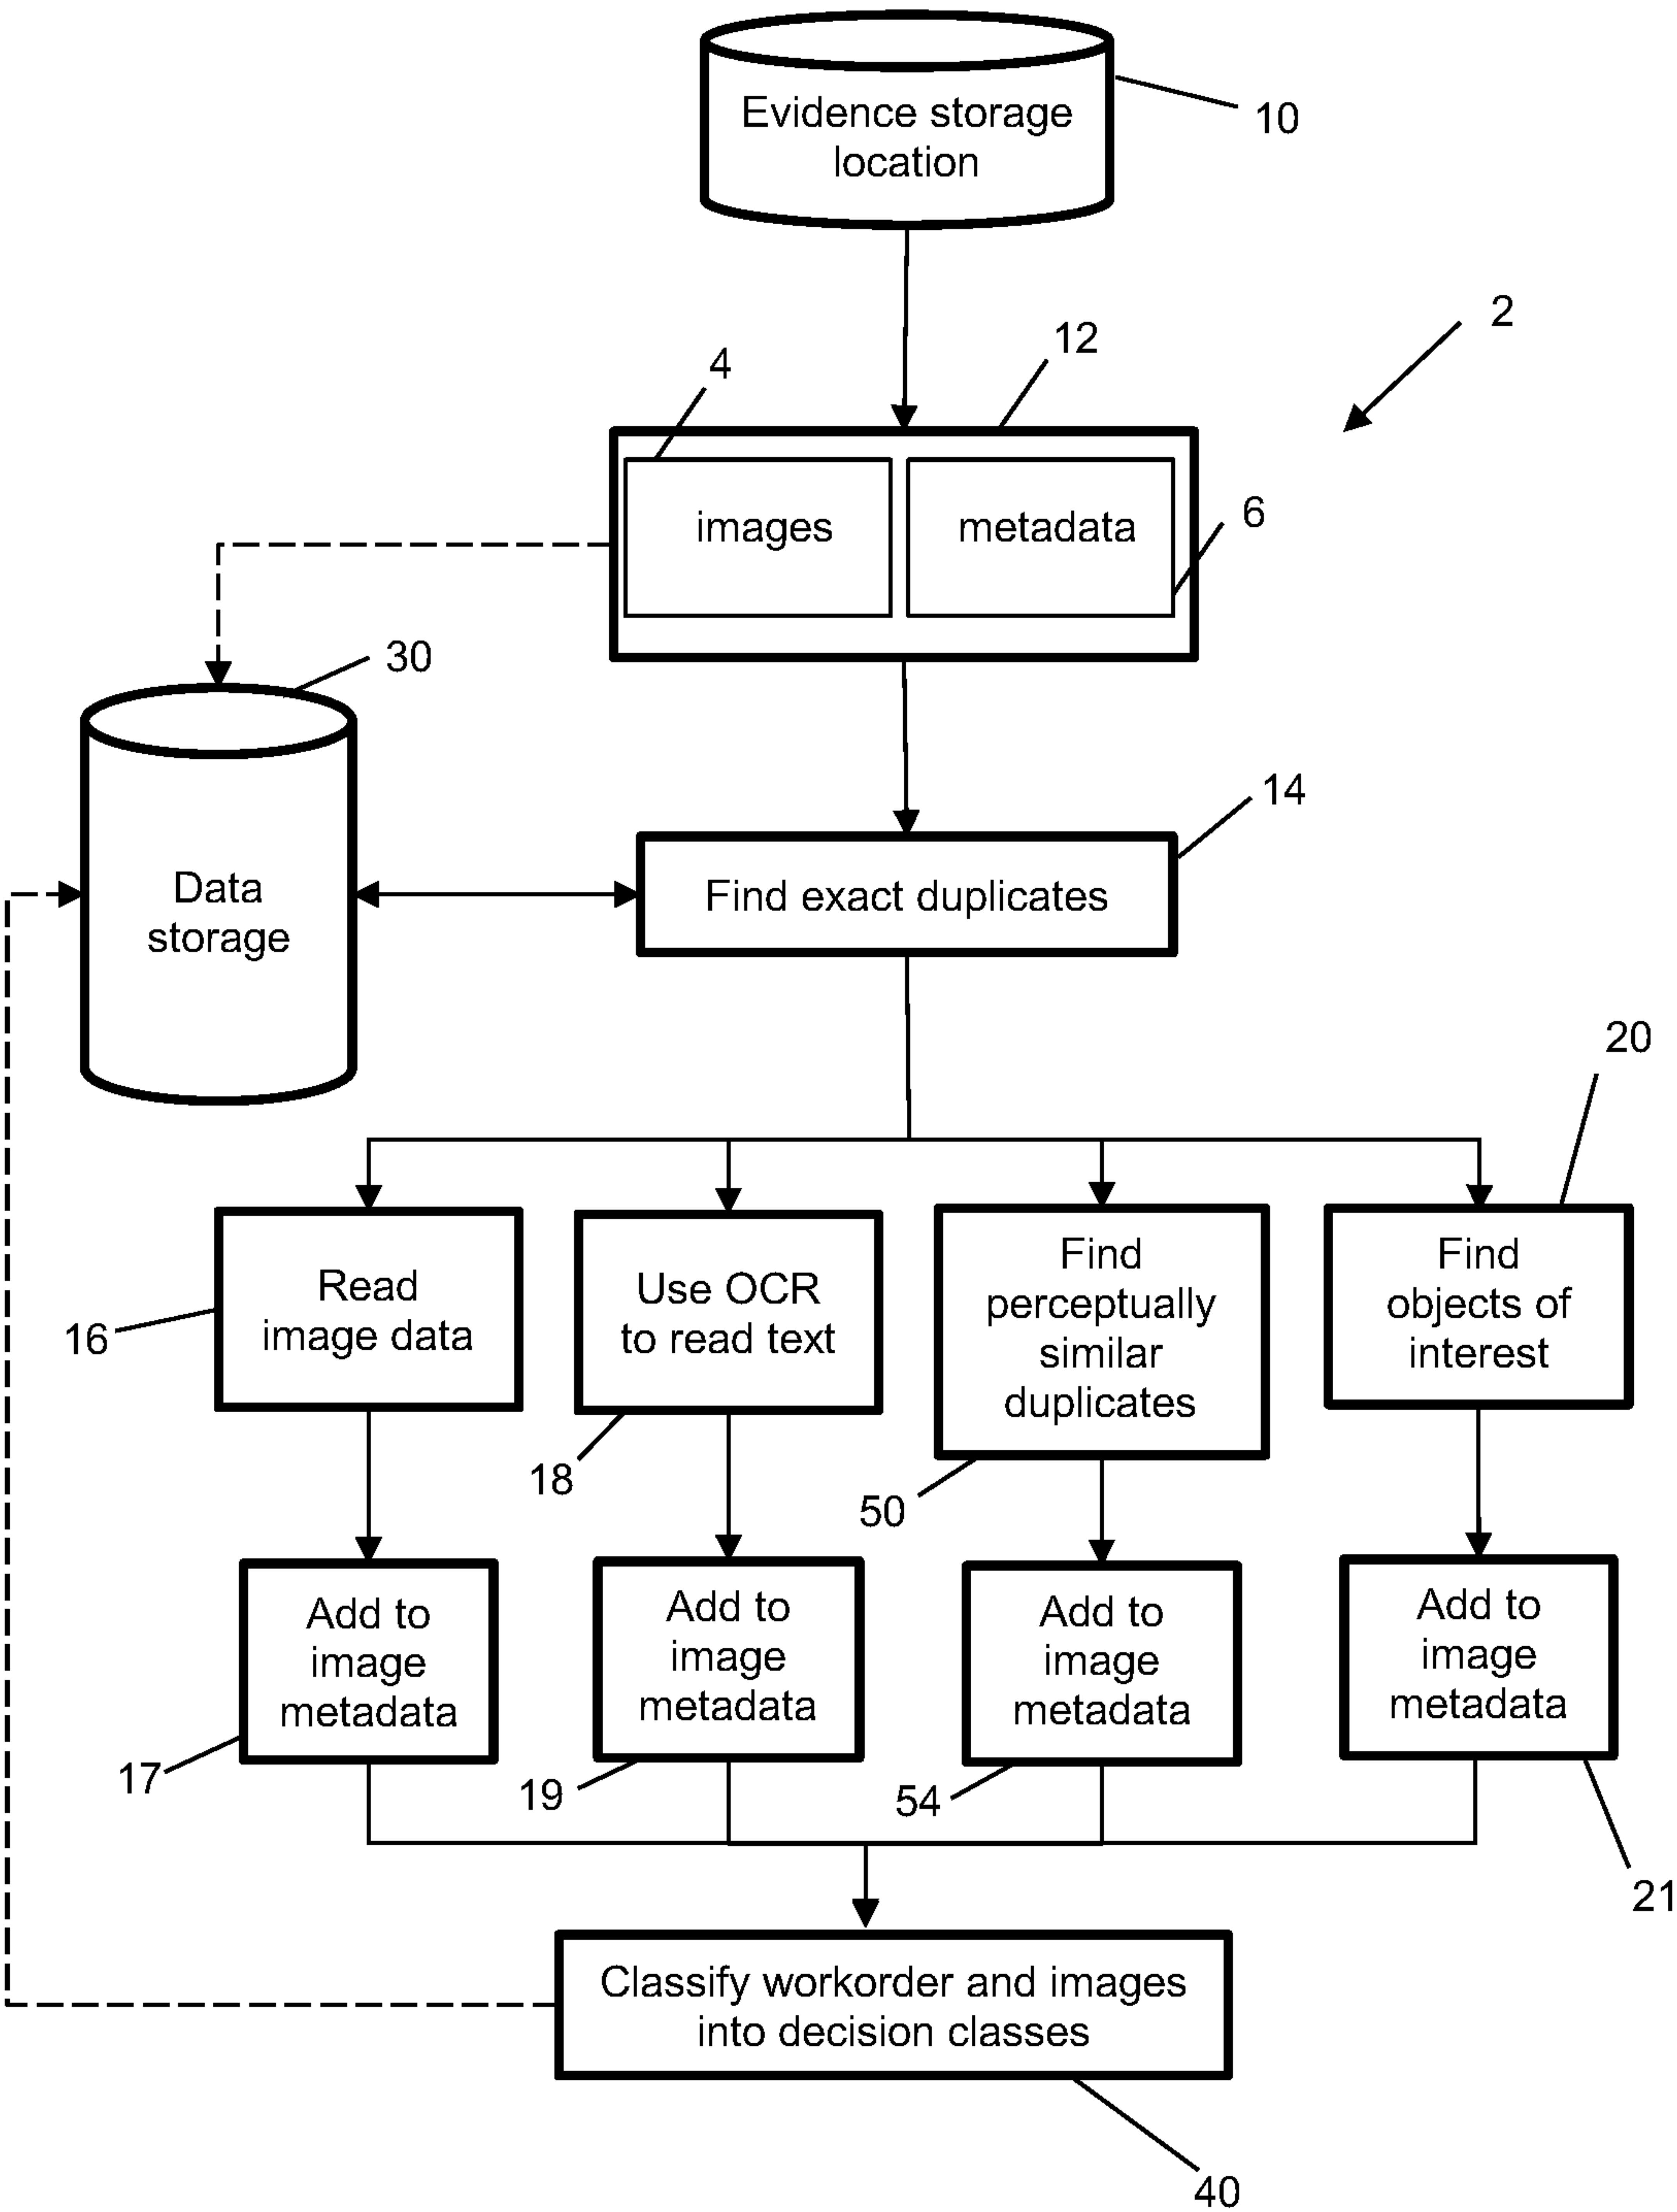 Evidence storage
location
10
2
12
4
images
metadata
6
30
14
Data
storage
Find exact duplicates
20
Read
image data
16
Use OCR
to read text
18
Find
perceptually
similar
duplicates
50
Find
objects of
interest
Add to
image
metadata
17
Add to
image
metadata
19
Add to
image
metadata
54
Add to
image
metadata
21
Classify workorder and images
into decision classes
40